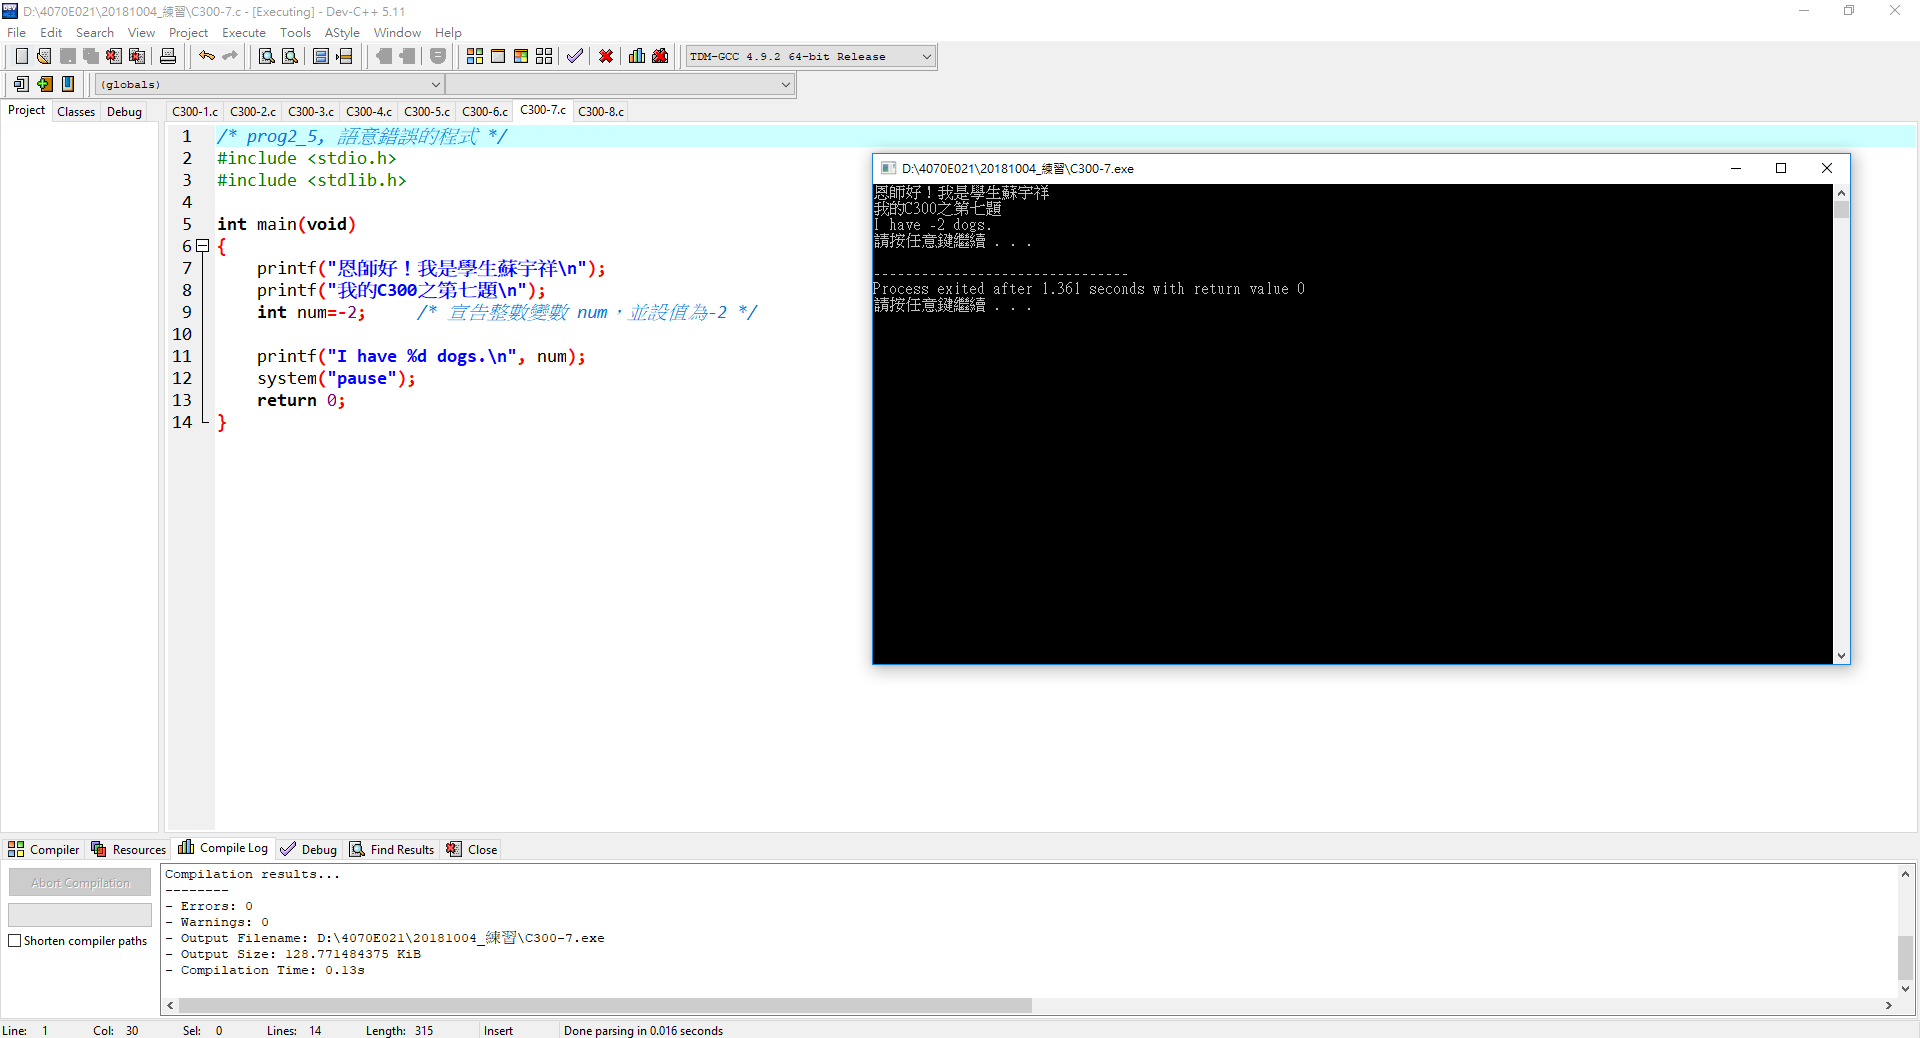 D:\4070E021\20181004_練習\C300-7.c - [Executing] - Dev-C++ 5.11
File Edit Search View Project Execute Tools AStyle Window Help
TDM-GCC 4.9.2 64-bit Release
(globals)
Project Classes Debug
C300-1.c C300-2.c C300-3.c C300-4.c C300-5.c C300-6.c C300-7.c C300-8.c
1 /* prog2_5, 語意錯誤的程式 */
2 #include <stdio.h>
3 #include <stdlib.h>
4
5 int main(void)
6 {
7 printf("恩師好！我是學生蘇宇祥\n");
8 printf("我的C300之第七題\n");
9 int num=-2; /* 宣告整數變數 num，並設值為-2 */
10
11 printf("I have %d dogs.\n", num);
12 system("pause");
13 return 0;
14 }
D:\4070E021\20181004_練習\C300-7.exe
恩師好！我是學生蘇宇祥
我的C300之第七題
I have -2 dogs.
請按任意鍵繼續 . . .
--------------------------------
Process exited after 1.361 seconds with return value 0
請按任意鍵繼續 . . .
Compiler Resources Compile Log Debug Find Results Close
Abort Compilation
Shorten compiler paths
Compilation results...
--------
- Errors: 0
- Warnings: 0
- Output Filename: D:\4070E021\20181004_練習\C300-7.exe
- Output Size: 128.771484375 KiB
- Compilation Time: 0.13s
Line: 1 Col: 30 Sel: 0 Lines: 14 Length: 315 Insert Done parsing in 0.016 seconds